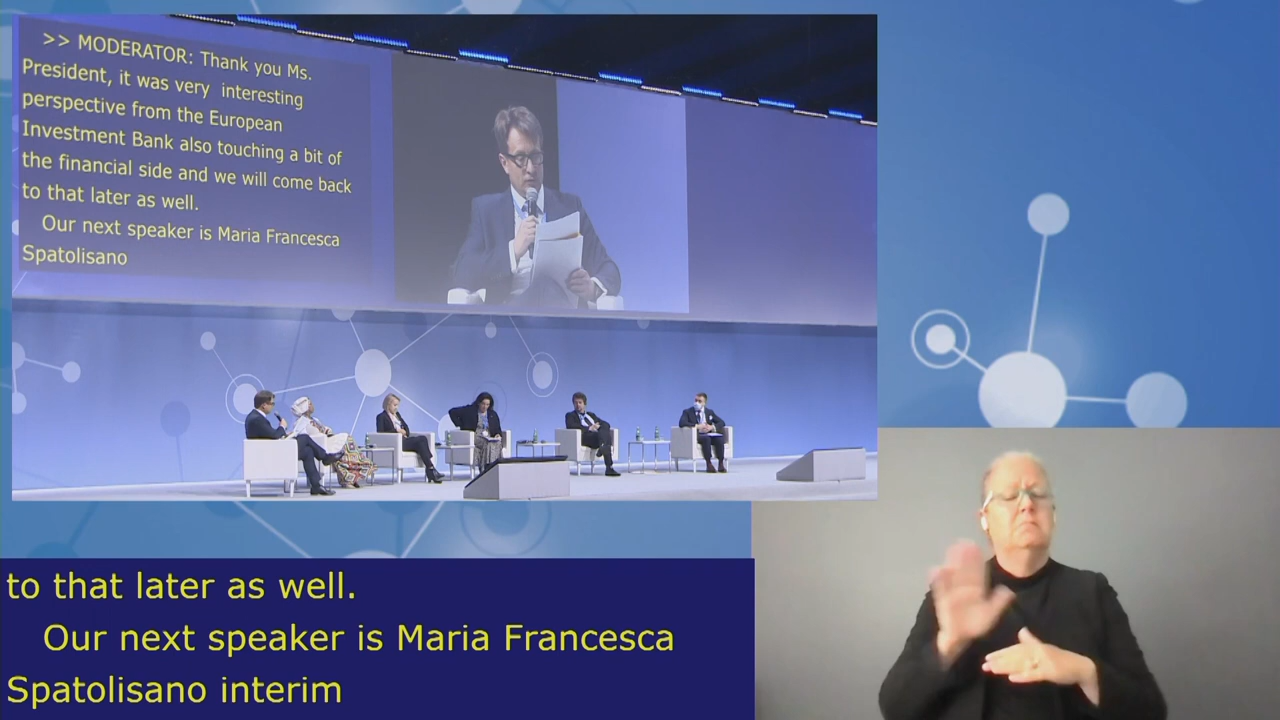 >> MODERATOR: Thank you Ms.
President, it was very interesting
perspective from the European
Investment Bank also touching a bit of
the financial side and we will come back
to that later as well.
Our next speaker is Maria Francesca
Spatolisano
to that later as well.
Our next speaker is Maria Francesca
Spatolisano interim